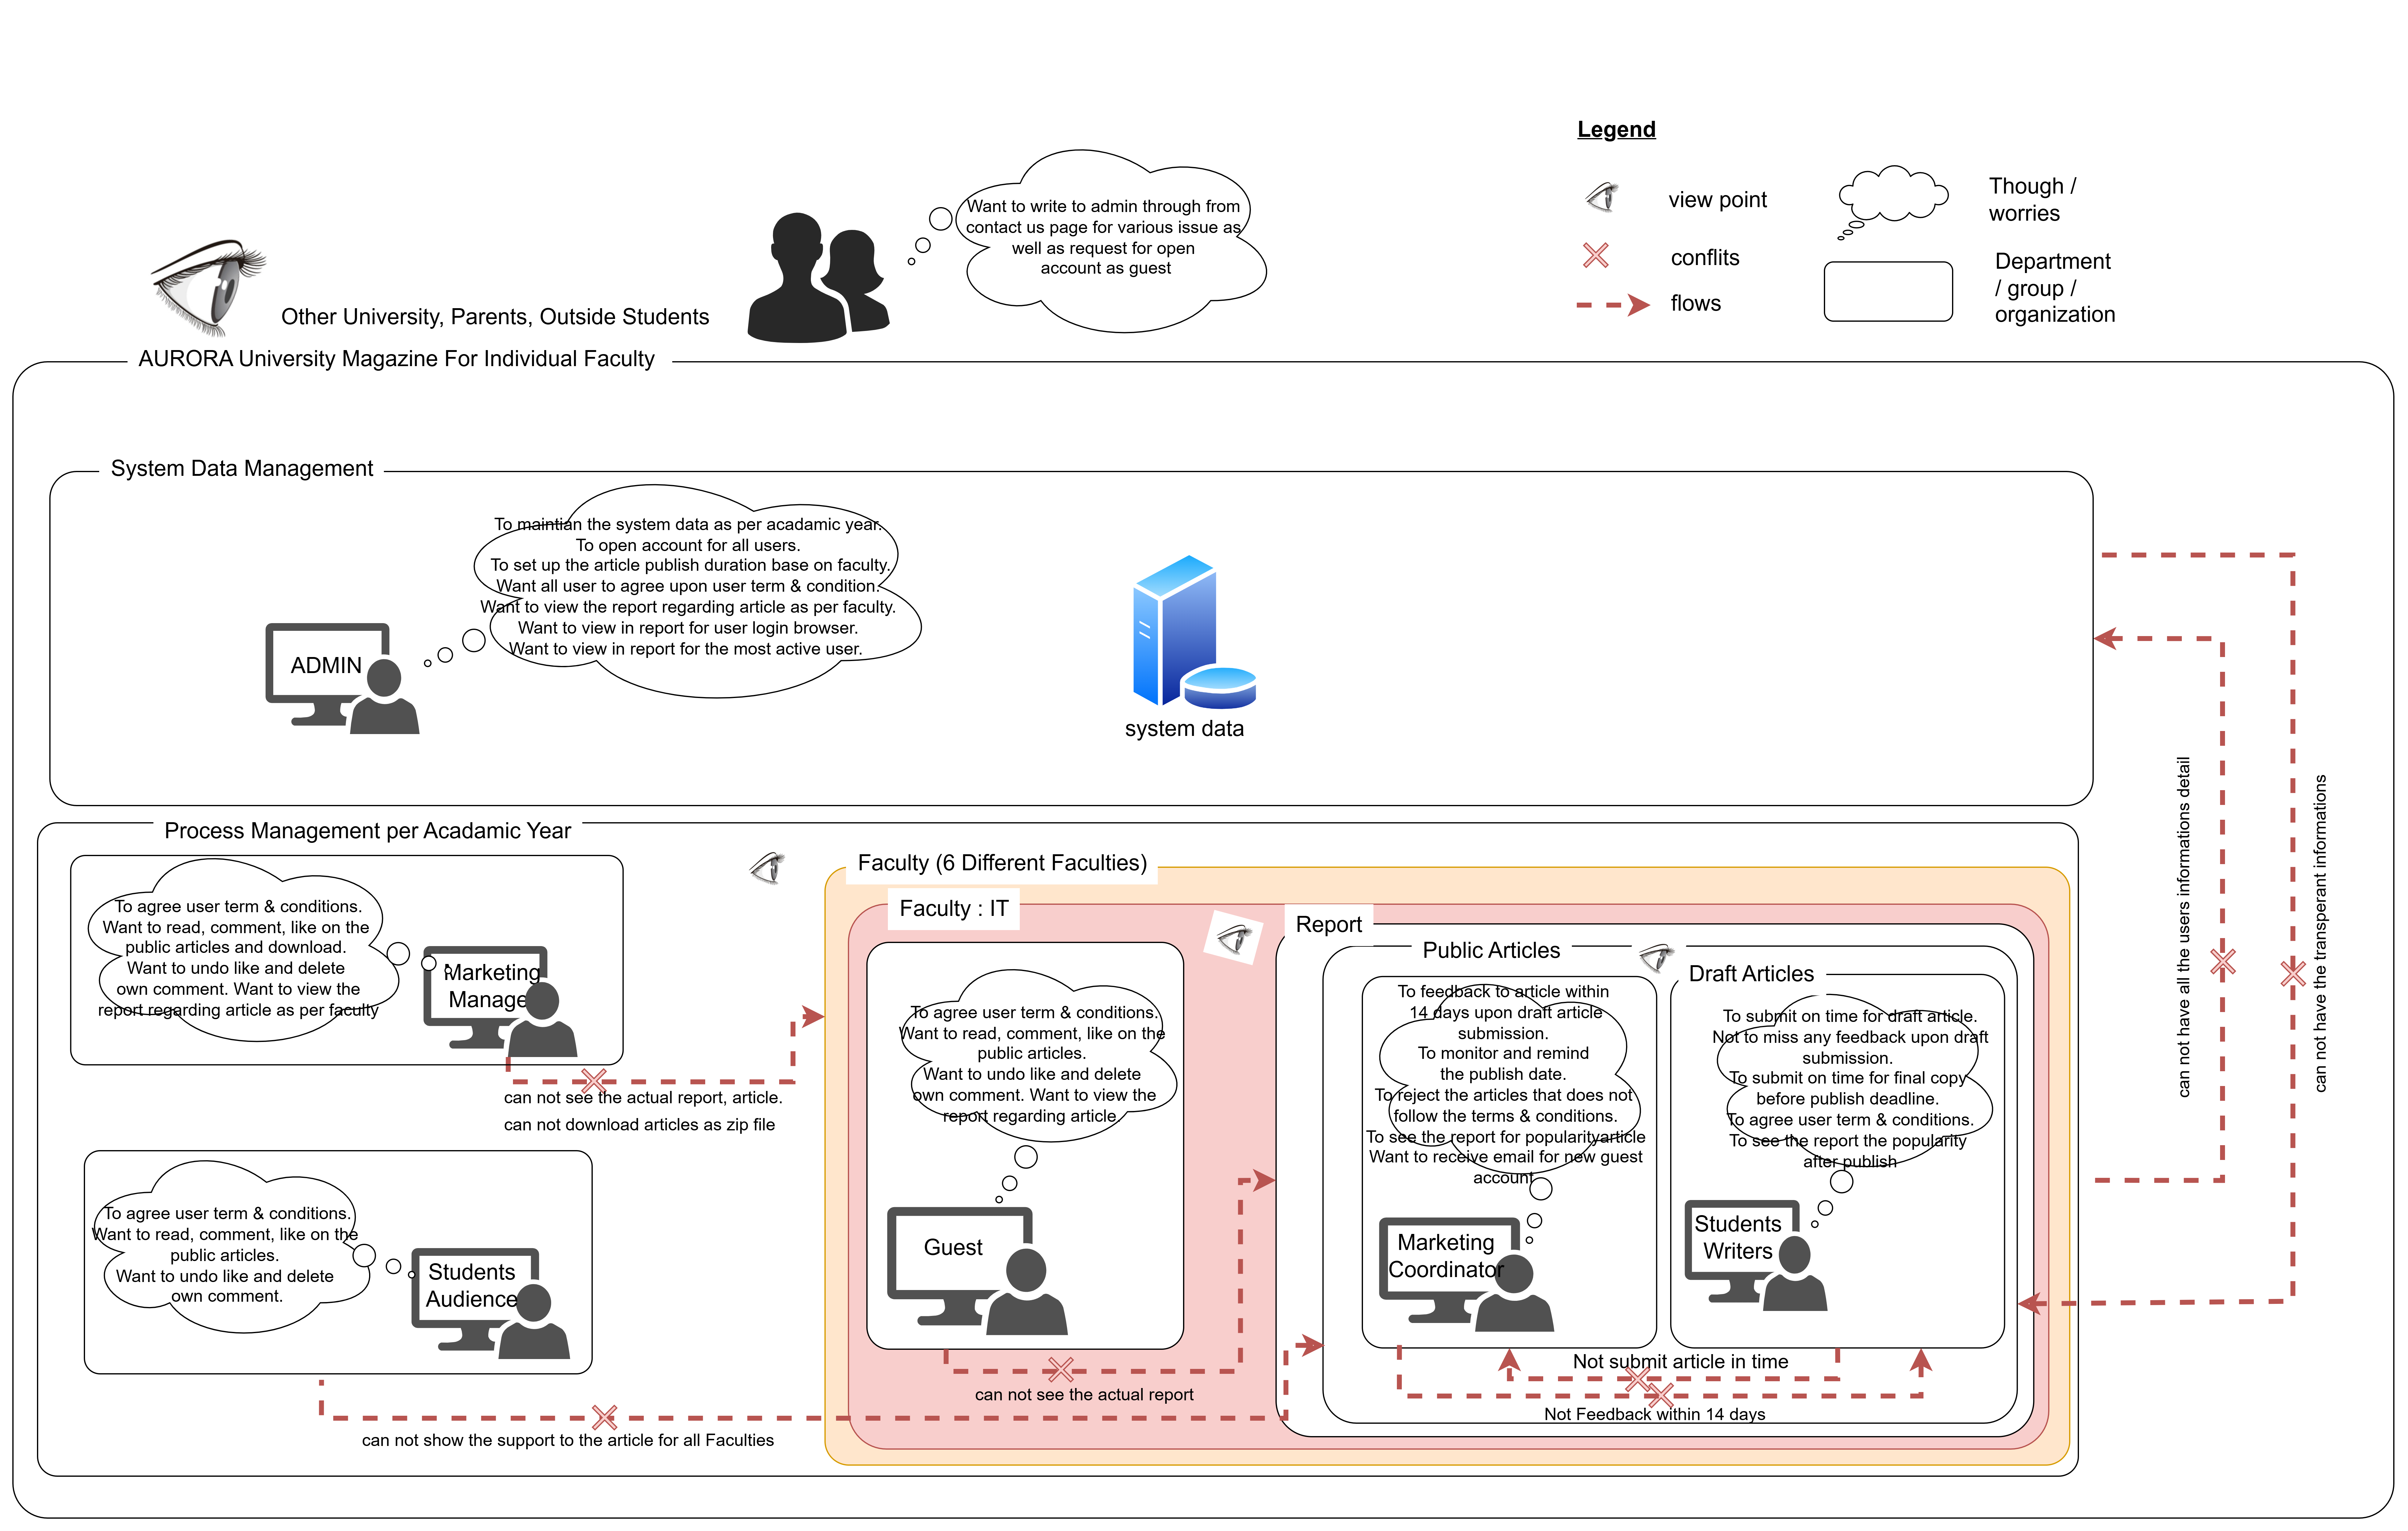 Legend
view point
conflits
flows
Though /
worries
Department
/ group /
organization
Want to write to admin through from
contact us page for various issue as
well as request for open
account as guest
Other University, Parents, Outside Students
AURORA University Magazine For Individual Faculty
System Data Management
To maintian the system data as per acadamic year.
To open account for all users.
To set up the article publish duration base on faculty.
Want all user to agree upon user term & condition.
Want to view the report regarding article as per faculty.
Want to view in report for user login browser.
Want to view in report for the most active user.
ADMIN
system data
can not have all the users informations detail
can not have the transperant informations
Process Management per Acadamic Year
To agree user term & conditions.
Want to read, comment, like on the
public articles and download.
Want to undo like and delete
own comment. Want to view the
report regarding article as per faculty
Marketing
Manage
can not see the actual report, article.
can not download articles as zip file
To agree user term & conditions.
Want to read, comment, like on the
public articles.
Want to undo like and delete
own comment.
Students
Audience
can not show the support to the article for all Faculties
Faculty (6 Different Faculties)
Faculty : IT
To agree user term & conditions.
Want to read, comment, like on the
public articles.
Want to undo like and delete
own comment. Want to view the
report regarding article.
Guest
can not see the actual report
Report
Public Articles
To feedback to article within
14 days upon draft article
submission.
To monitor and remind
the publish date.
To reject the articles that does not
follow the terms & conditions.
To see the report for popularityarticle
Want to receive email for new guest
account
Marketing
Coordinator
Draft Articles
To submit on time for draft article.
Not to miss any feedback upon draft
submission.
To submit on time for final copy
before publish deadline.
To agree user term & conditions.
To see the report the popularity
after publish
Students
Writers
Not submit article in time
Not Feedback within 14 days